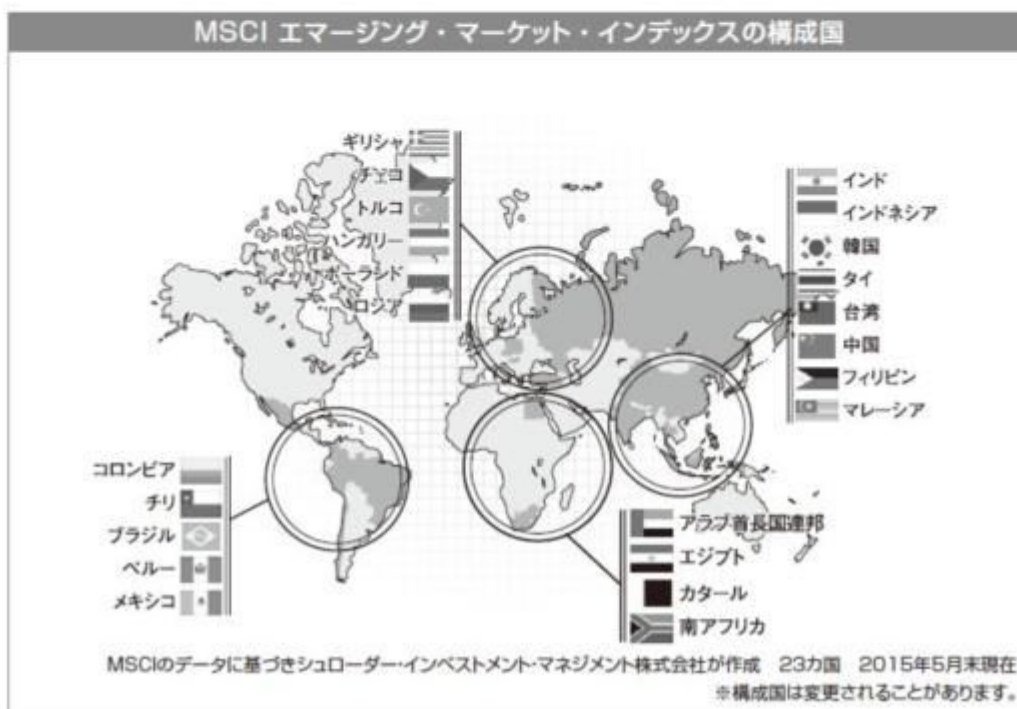 MSCI エマージング・マーケット・インデックスの構成国
ギリシャ
チェコ
トルコ
ハンガリー
ポーランド
ロシア
インド
インドネシア
韓国
タイ
台湾
中国
フィリピン
マレーシア
コロンビア
チリ
ブラジル
ペルー
メキシコ
アラブ首長国連邦
エジプト
カタール
南アフリカ
MSCIのデータに基づきシュローダー・インベストメント・マネジメント株式会社が作成 23カ国 2015年5月末現在
※構成国は変更されることがあります。